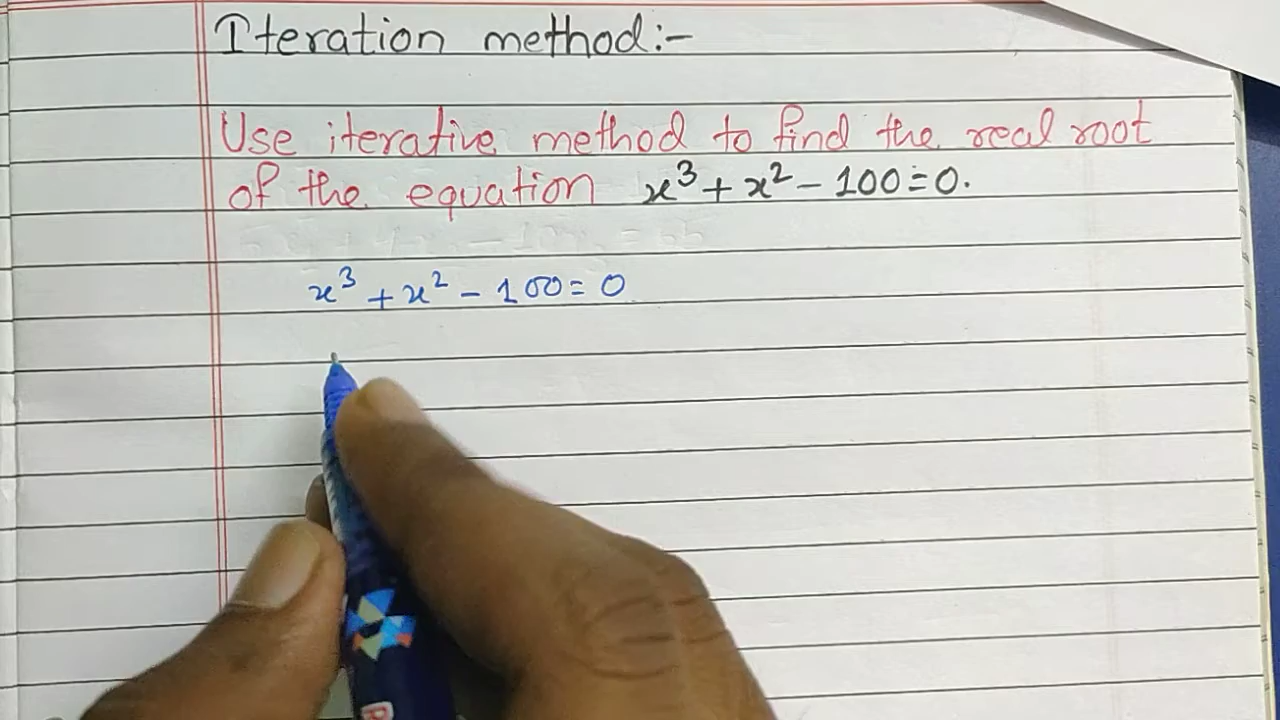 Iteration method:-
Use iterative method to find the real root
of the equation x³ + x² - 100 = 0.
x³ + x² - 100 = 0